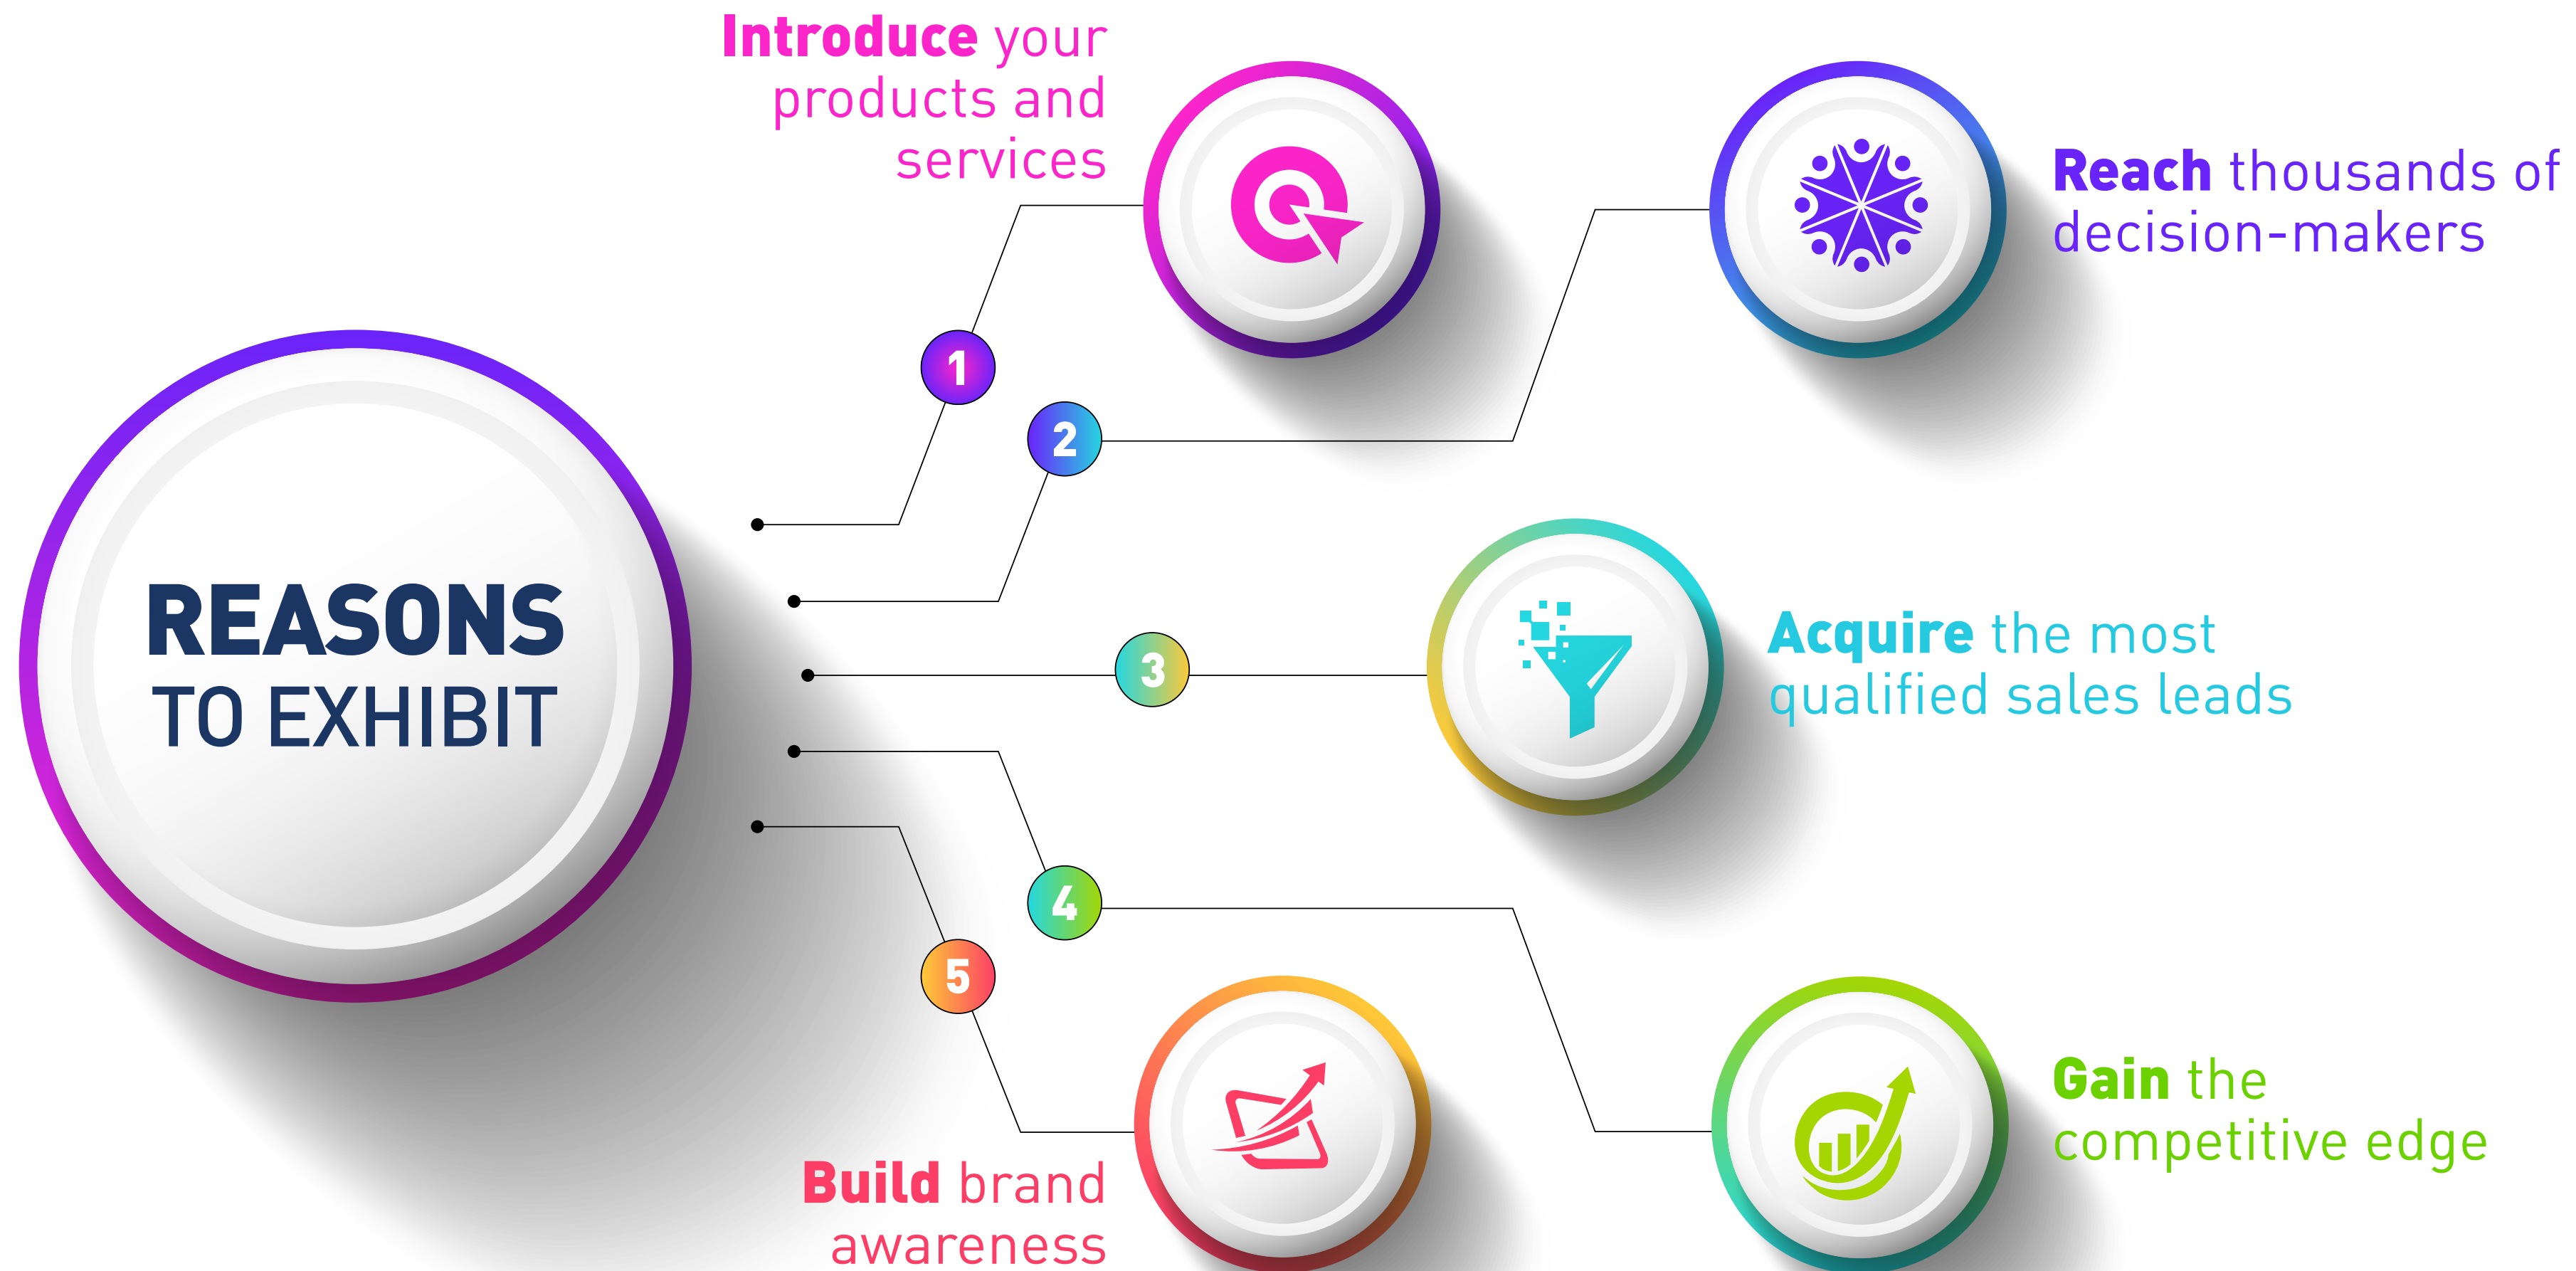 REASONS
TO EXHIBIT
1
Introduce your
products and
services
2
Reach thousands of
decision-makers
3
Acquire the most
qualified sales leads
4
Gain the
competitive edge
5
Build brand
awareness